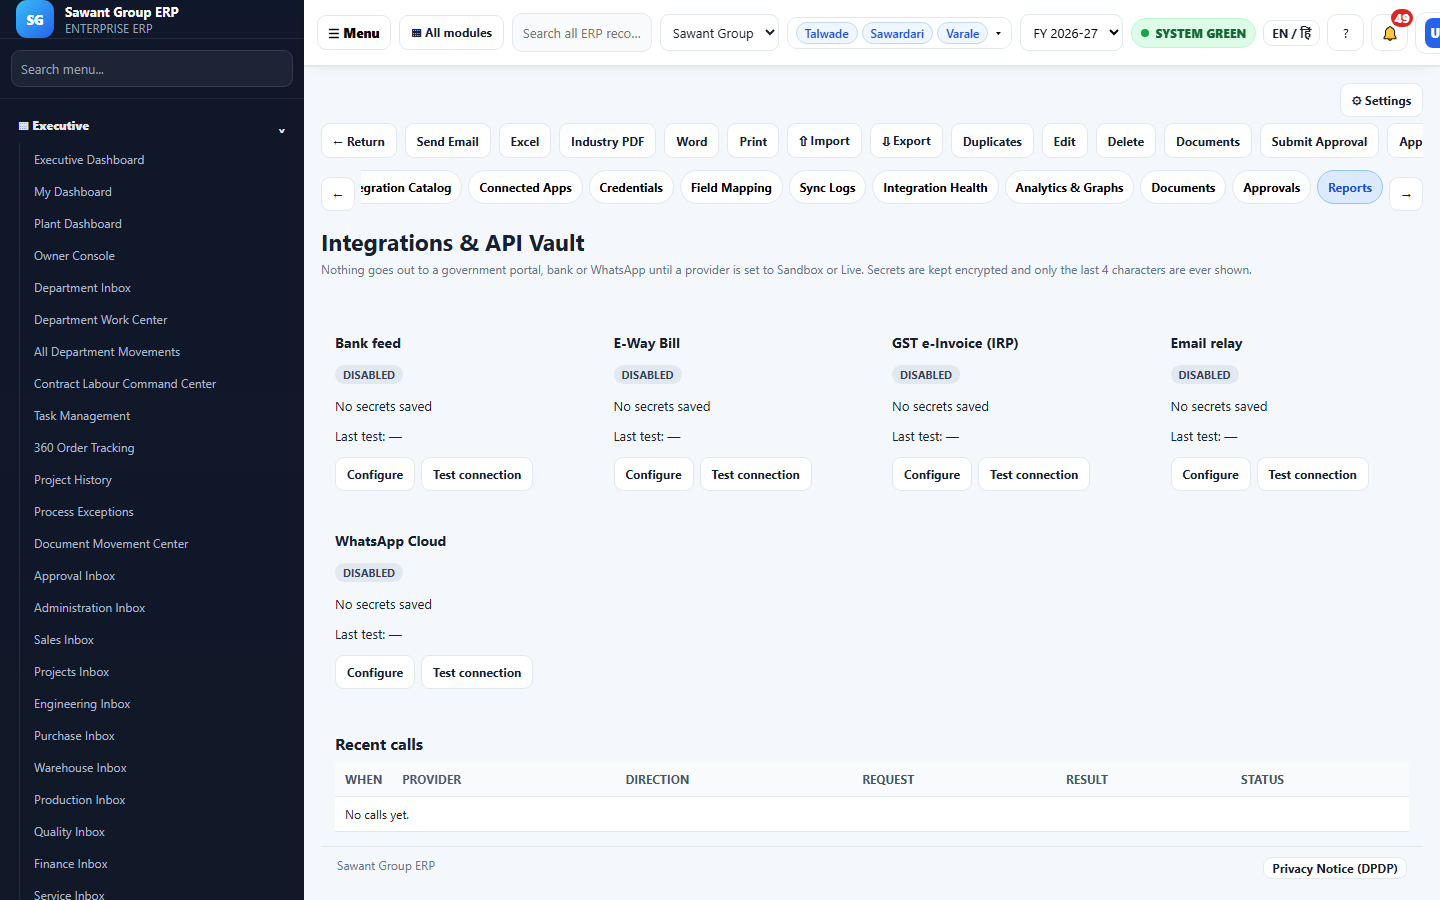 SG
Sawant Group ERP
ENTERPRISE ERP
Search menu...
Executive
Executive Dashboard
My Dashboard
Plant Dashboard
Owner Console
Department Inbox
Department Work Center
All Department Movements
Contract Labour Command Center
Task Management
360 Order Tracking
Project History
Process Exceptions
Document Movement Center
Approval Inbox
Administration Inbox
Sales Inbox
Projects Inbox
Engineering Inbox
Purchase Inbox
Warehouse Inbox
Production Inbox
Quality Inbox
Finance Inbox
Service Inbox
☰ Menu
All modules
Search all ERP reco...
Sawant Group
Talwade
Sawardari
Varale
FY 2026-27
SYSTEM GREEN
EN / हिं
?
49
U
⚙ Settings
← Return
Send Email
Excel
Industry PDF
Word
Print
⇧ Import
⇩ Export
Duplicates
Edit
Delete
Documents
Submit Approval
App
←
egration Catalog
Connected Apps
Credentials
Field Mapping
Sync Logs
Integration Health
Analytics & Graphs
Documents
Approvals
Reports
→
Integrations & API Vault
Nothing goes out to a government portal, bank or WhatsApp until a provider is set to Sandbox or Live. Secrets are kept encrypted and only the last 4 characters are ever shown.
Bank feed
DISABLED
No secrets saved
Last test: —
Configure
Test connection
E-Way Bill
DISABLED
No secrets saved
Last test: —
Configure
Test connection
GST e-Invoice (IRP)
DISABLED
No secrets saved
Last test: —
Configure
Test connection
Email relay
DISABLED
No secrets saved
Last test: —
Configure
Test connection
WhatsApp Cloud
DISABLED
No secrets saved
Last test: —
Configure
Test connection
Recent calls
WHEN PROVIDER DIRECTION REQUEST RESULT STATUS
No calls yet.
Sawant Group ERP
Privacy Notice (DPDP)